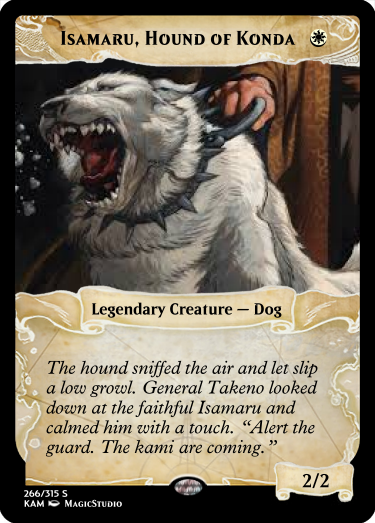 Isamaru, Hound of Konda
Legendary Creature — Dog
The hound sniffed the air and let slip
a low growl. General Takeno looked
down at the faithful Isamaru and
calmed him with a touch. “Alert the
guard. The kami are coming.”
2/2
266/315 S
KAM MagicStudio